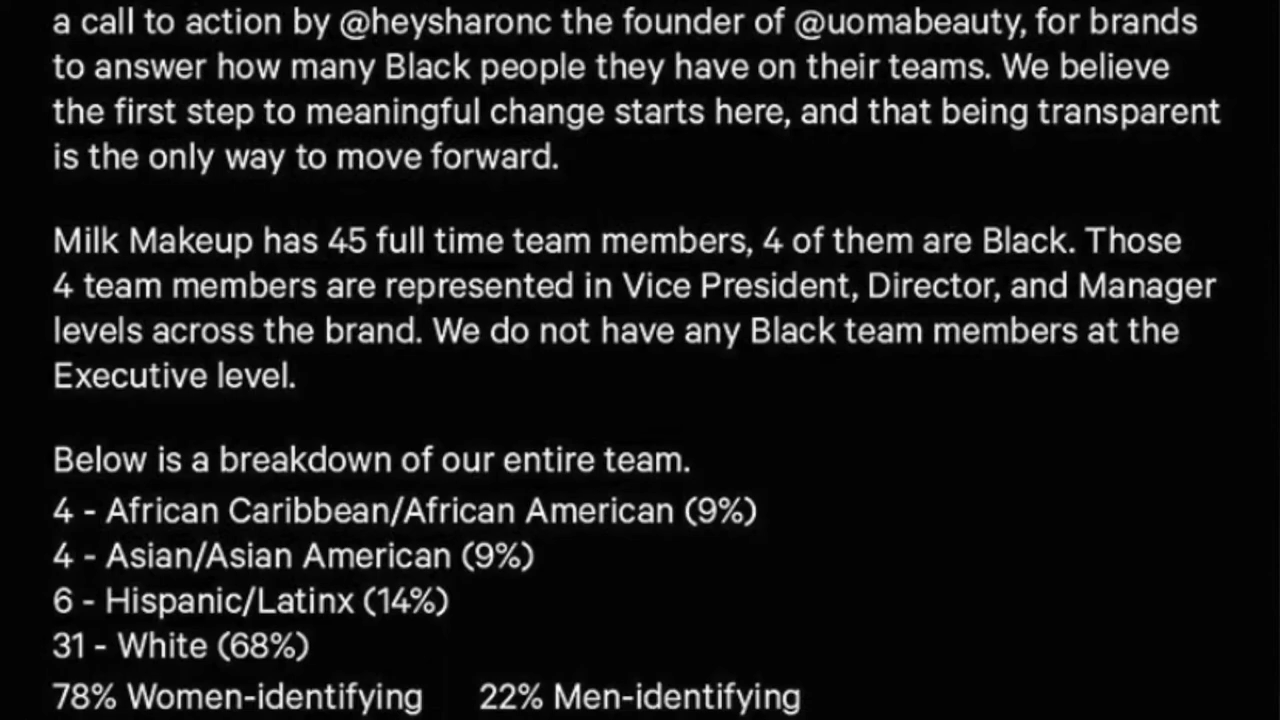 a call to action by @heysharonc the founder of @uomabeauty, for brands
to answer how many Black people they have on their teams. We believe
the first step to meaningful change starts here, and that being transparent
is the only way to move forward.
Milk Makeup has 45 full time team members, 4 of them are Black. Those
4 team members are represented in Vice President, Director, and Manager
levels across the brand. We do not have any Black team members at the
Executive level.
Below is a breakdown of our entire team.
4 - African Caribbean/African American (9%)
4 - Asian/Asian American (9%)
6 - Hispanic/Latinx (14%)
31 - White (68%)
78% Women-identifying 22% Men-identifying